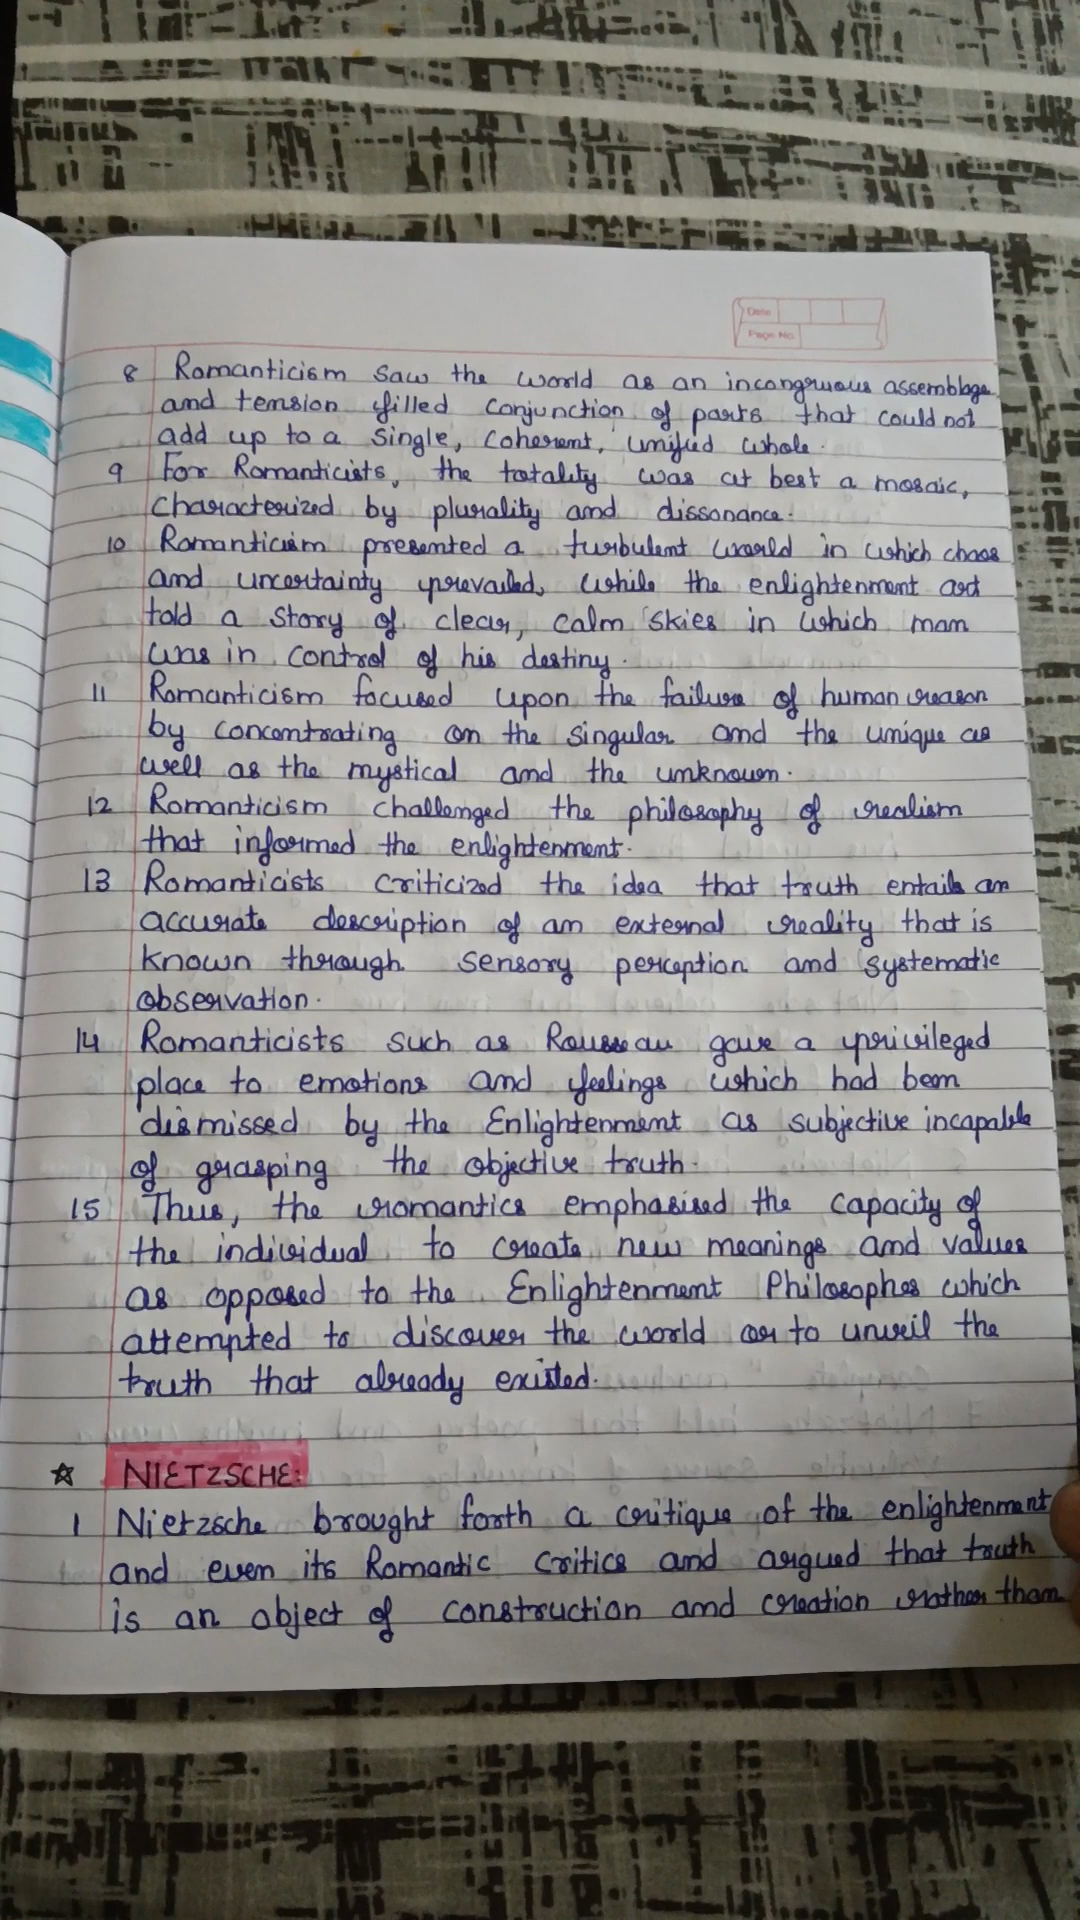 Date
Page No.
8 Romanticism saw the world as an incongruous assemblage
and tension filled conjunction of parts that could not
add up to a single, coherent, unified whole.
9 For Romanticists, the totality was at best a mosaic,
characterized by plurality and dissonance.
10 Romanticism presented a turbulent world in which chaos
and uncertainty prevailed, while the enlightenment art
told a story of clear, calm skies in which man
was in control of his destiny.
11 Romanticism focused upon the failure of human reason
by concentrating on the singular and the unique as
well as the mystical and the unknown.
12 Romanticism challenged the philosophy of realism
that informed the enlightenment.
13 Romanticists criticized the idea that truth entails an
accurate description of an external reality that is
known through sensory perception and systematic
observation.
14 Romanticists such as Rousseau gave a privileged
place to emotions and feelings which had been
dismissed by the Enlightenment as subjective incapable
of grasping the objective truth.
15 Thus, the romantics emphasised the capacity of
the individual to create new meanings and values
as opposed to the Enlightenment Philosophes which
attempted to discover the world or to unveil the
truth that already existed.
☆ NIETZSCHE:
1 Nietzsche brought forth a critique of the enlightenment
and even its Romantic critics and argued that truth
is an object of construction and creation rather than